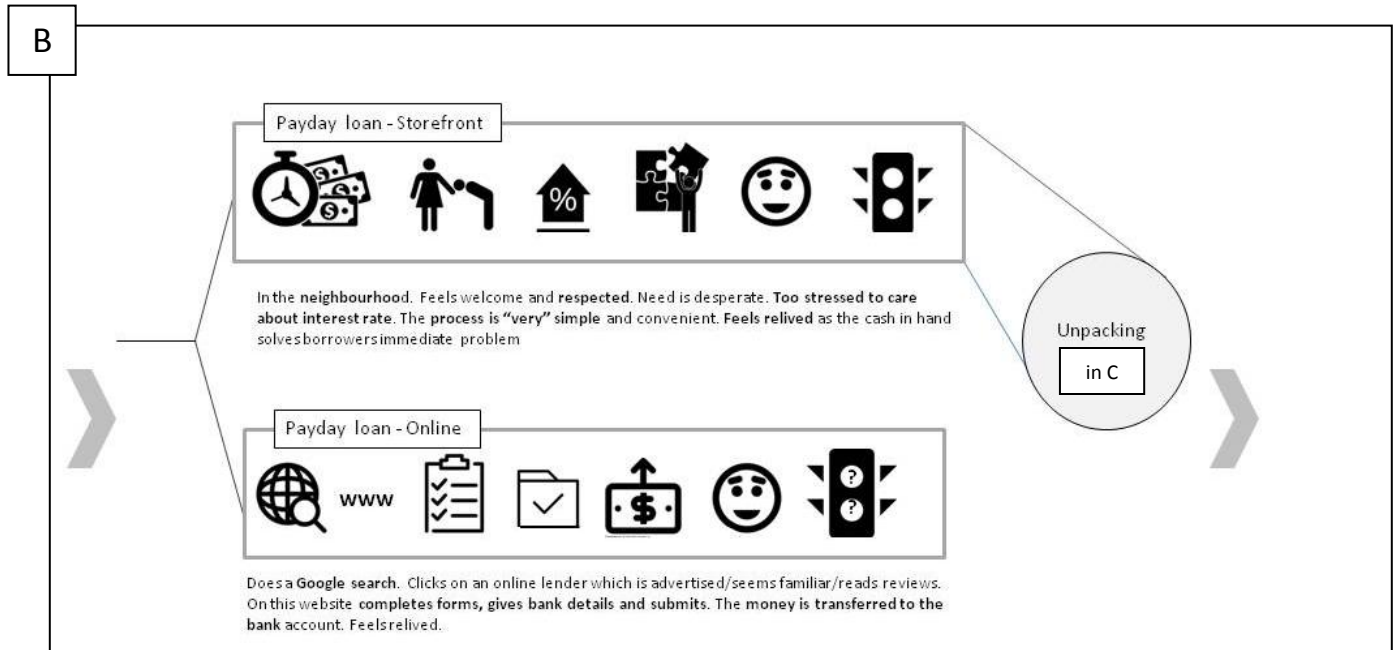 B
Payday loan - Storefront
%
In the neighbourhood. Feels welcome and respected. Need is desperate. Too stressed to care
about interest rate. The process is “very” simple and convenient. Feels relived as the cash in hand
solves borrowers immediate problem
Unpacking
in C
Payday loan - Online
www
$
?
?
Does a Google search. Clicks on an online lender which is advertised/seems familiar/reads reviews.
On this website completes forms, gives bank details and submits. The money is transferred to the
bank account. Feels relived.